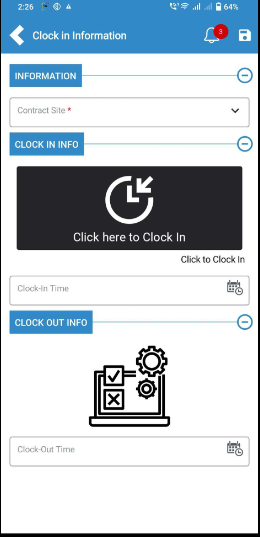 2:26 64%
Clock in Information 3
INFORMATION
Contract Site *
CLOCK IN INFO
Click here to Clock In
Click to Clock In
Clock-In Time
CLOCK OUT INFO
Clock-Out Time